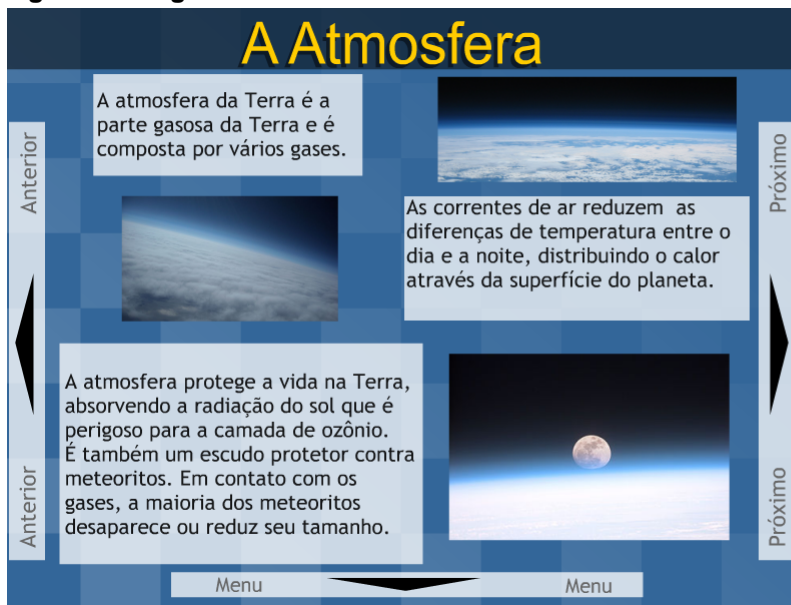 A Atmosfera
A atmosfera da Terra é a
parte gasosa da Terra e é
composta por vários gases.
As correntes de ar reduzem as
diferenças de temperatura entre o
dia e a noite, distribuindo o calor
através da superfície do planeta.
A atmosfera protege a vida na Terra,
absorvendo a radiação do sol que é
perigoso para a camada de ozônio.
É também um escudo protetor contra
meteoritos. Em contato com os
gases, a maioria dos meteoritos
desaparece ou reduz seu tamanho.
Anterior
Anterior
Próximo
Próximo
Menu
Menu